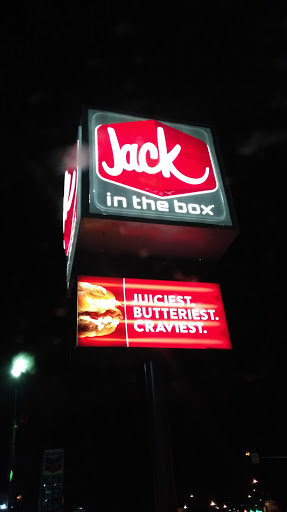 Jack
in the box
JUICIEST.
BUTTERIEST.
CRAVIEST.